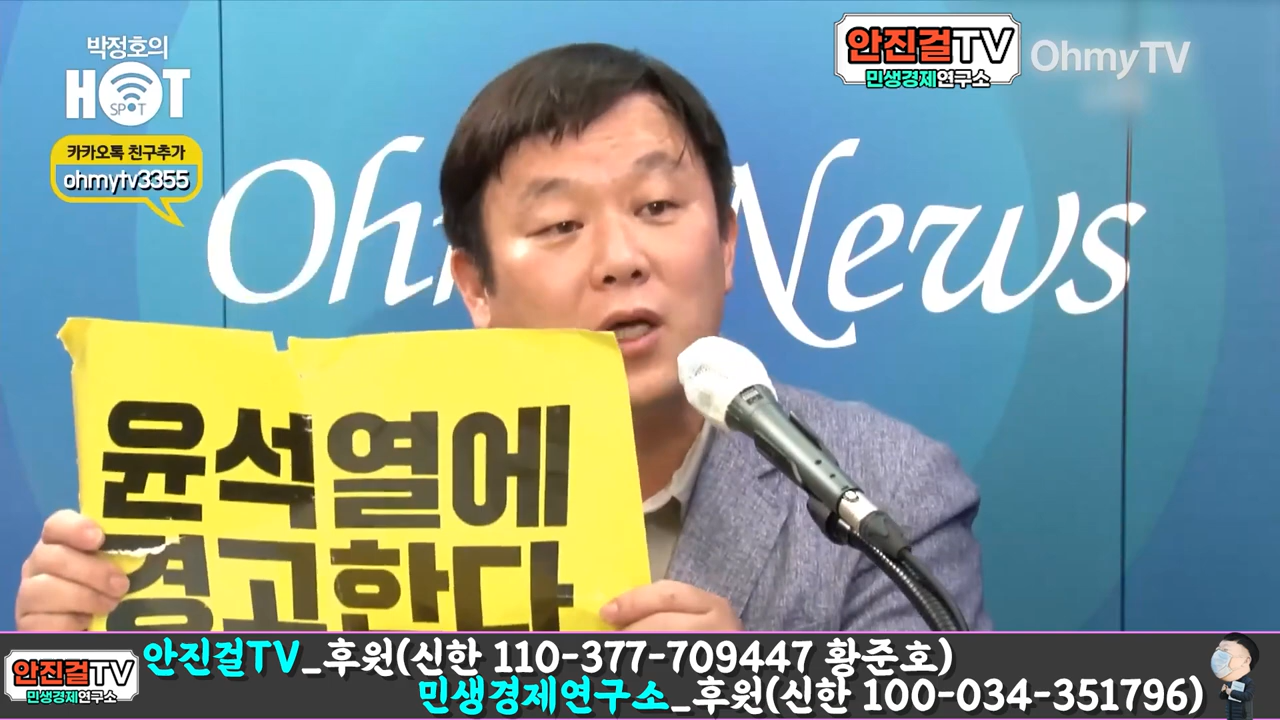 박정호의
HOT
SPOT
카카오톡 친구추가
ohmytv3355
안진걸TV
민생경제연구소
OhmyTV
Oh
News
윤석열에
경고한다
안진걸TV_후원(신한 110-377-709447 황준호)
민생경제연구소_후원(신한 100-034-351796)
안진걸TV
민생경제연구소